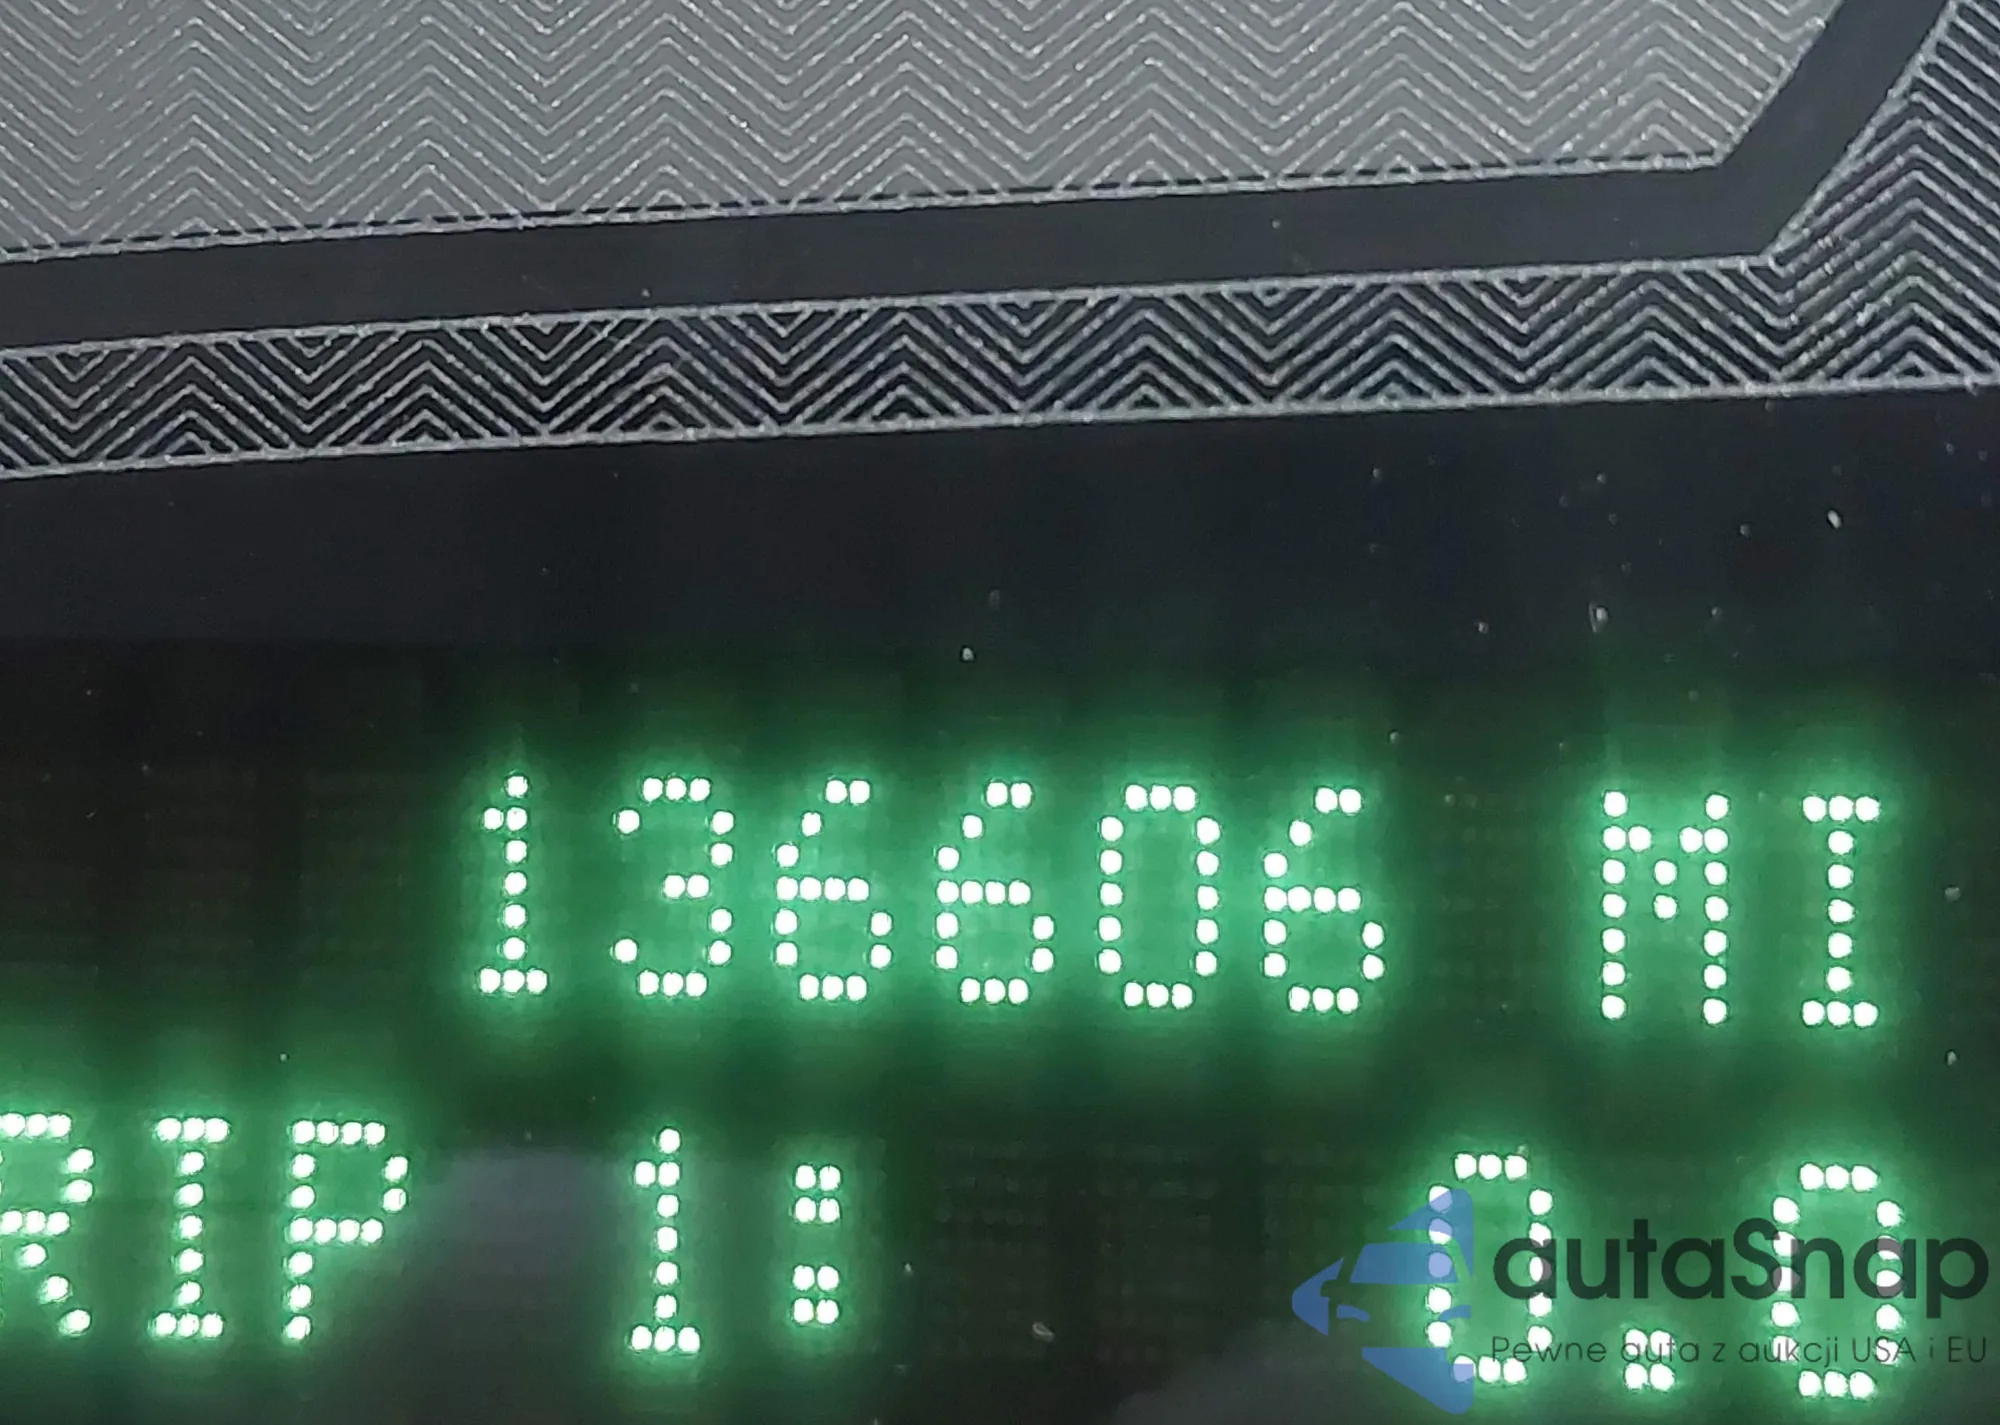 136606 MI
RIP 1: 0.0
autaSnap
Pewne auta z aukcji USA i EU